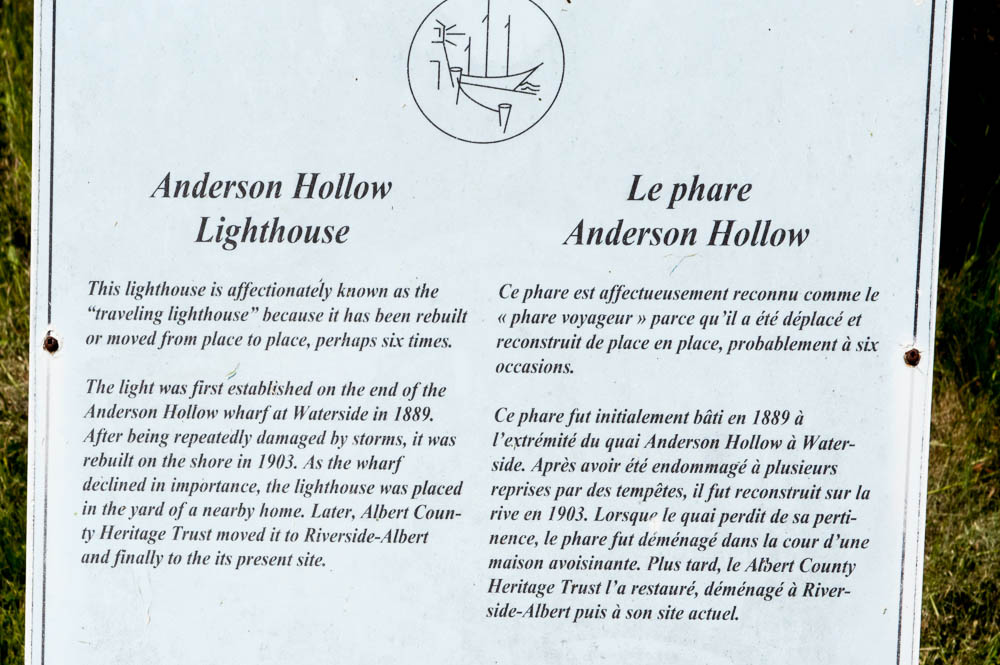 Anderson Hollow
Lighthouse
This lighthouse is affectionately known as the
“traveling lighthouse” because it has been rebuilt
or moved from place to place, perhaps six times.
The light was first established on the end of the
Anderson Hollow wharf at Waterside in 1889.
After being repeatedly damaged by storms, it was
rebuilt on the shore in 1903. As the wharf
declined in importance, the lighthouse was placed
in the yard of a nearby home. Later, Albert Coun-
ty Heritage Trust moved it to Riverside-Albert
and finally to the its present site.
Le phare
Anderson Hollow
Ce phare est affectueusement reconnu comme le
« phare voyageur » parce qu’il a été déplacé et
reconstruit de place en place, probablement à six
occasions.
Ce phare fut initialement bâti en 1889 à
l’extrémité du quai Anderson Hollow à Water-
side. Après avoir été endommagé à plusieurs
reprises par des tempêtes, il fut reconstruit sur la
rive en 1903. Lorsque le quai perdit de sa perti-
nence, le phare fut déménagé dans la cour d’une
maison avoisinante. Plus tard, le Albert County
Heritage Trust l’a restauré, déménagé à River-
side-Albert puis à son site actuel.